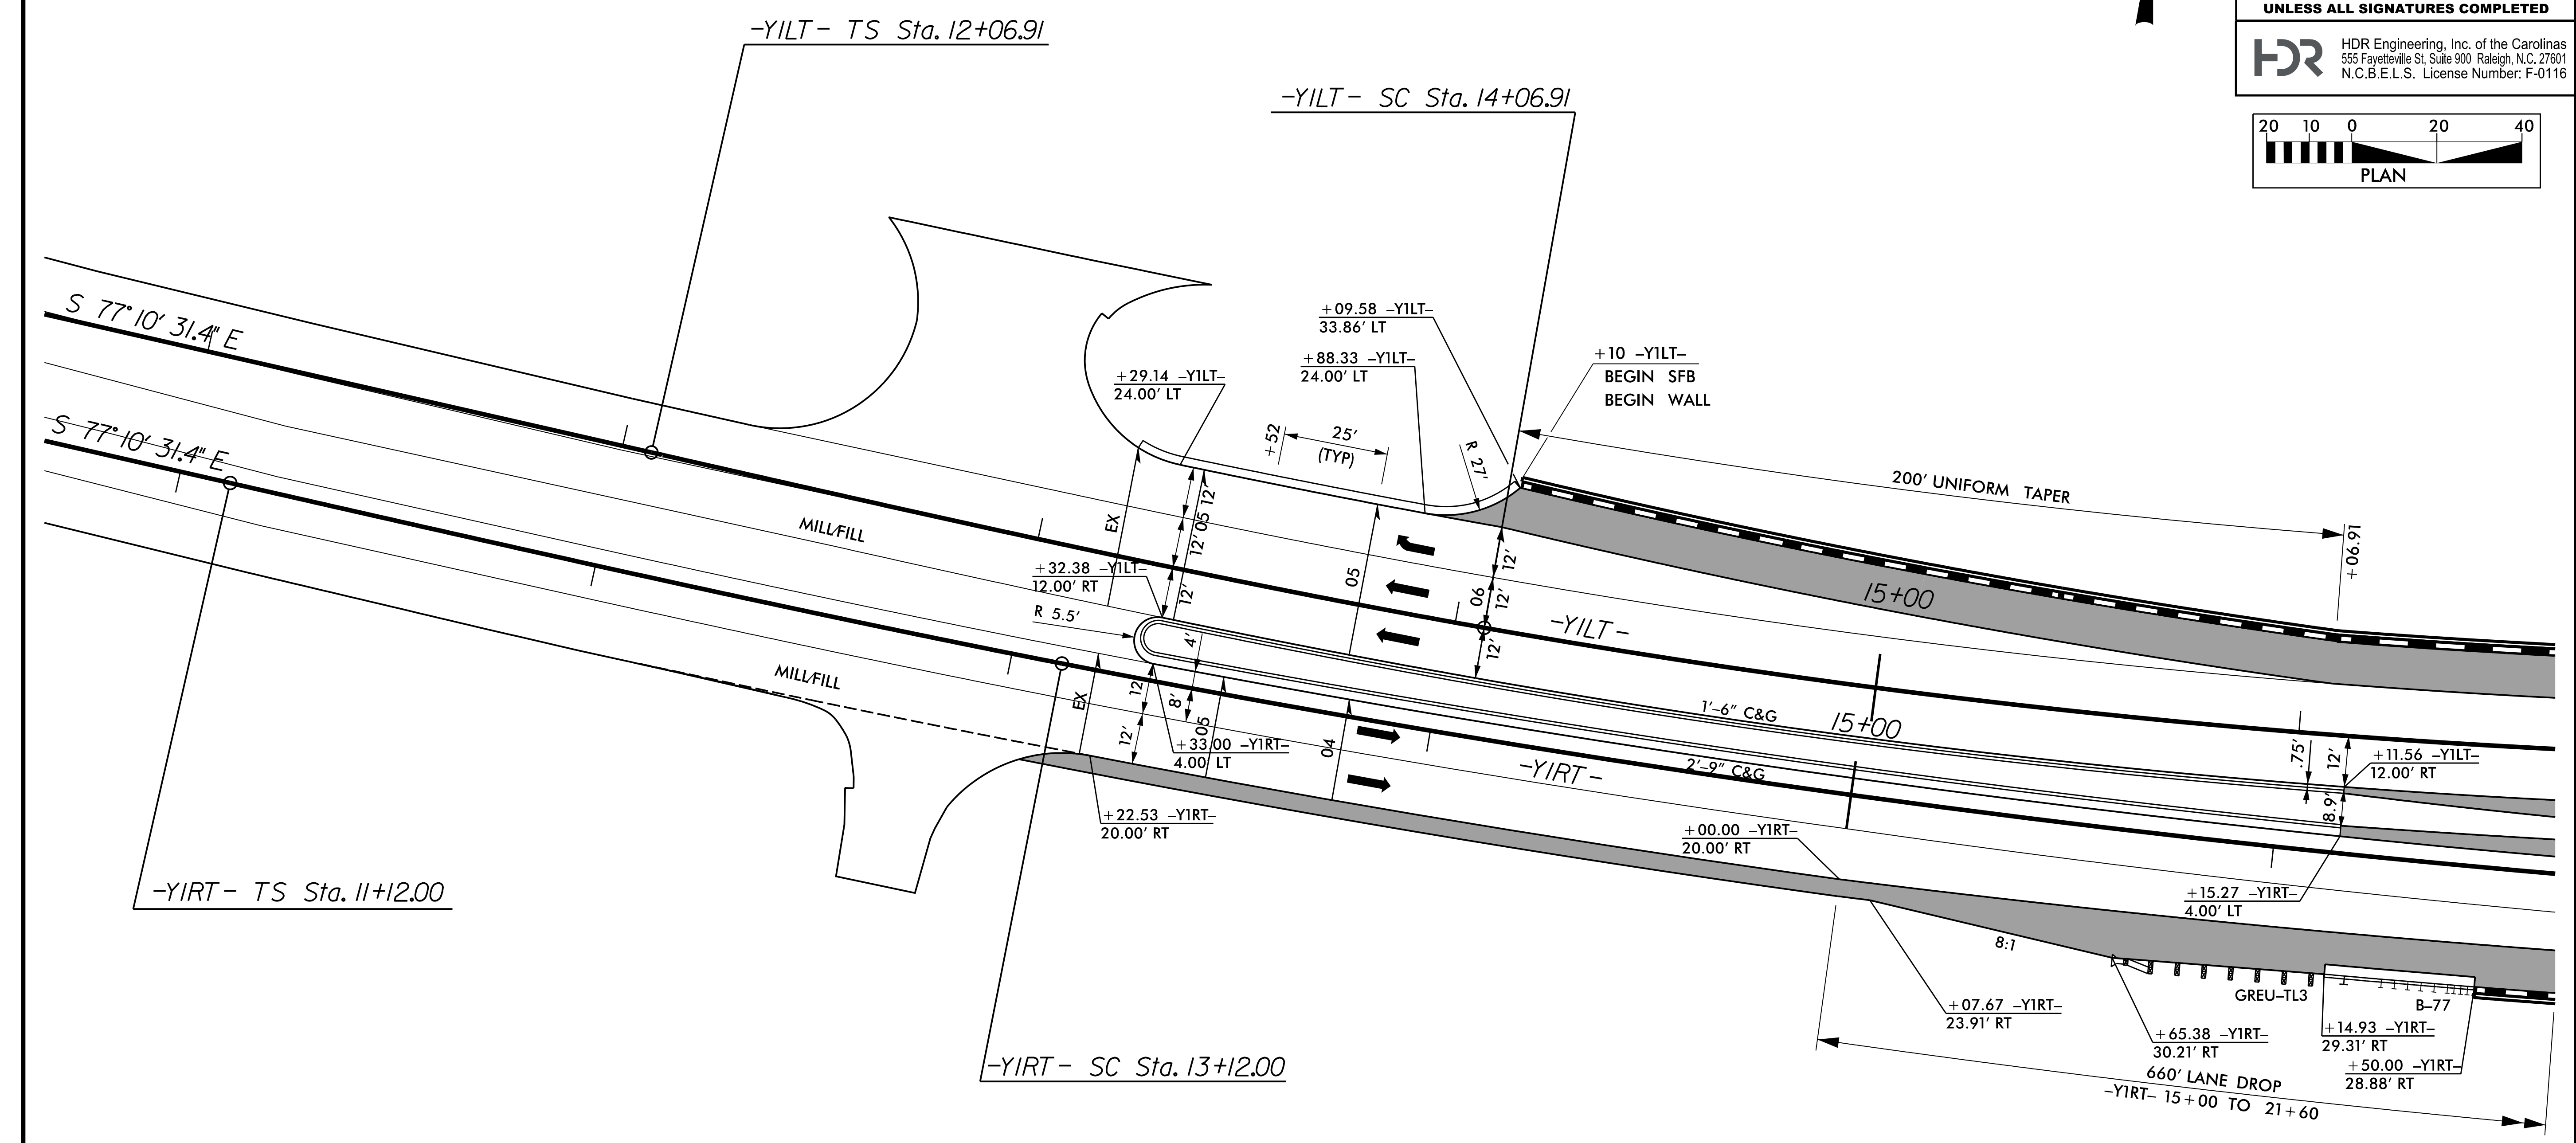 UNLESS ALL SIGNATURES COMPLETED
HDR
HDR Engineering, Inc. of the Carolinas
555 Fayetteville St, Suite 900 Raleigh, N.C. 27601
N.C.B.E.L.S. License Number: F-0116
20 10 0 20 40
PLAN
-Y1LT- TS Sta. 12+06.91
-Y1LT- SC Sta. 14+06.91
S 77° 10' 31.4" E
S 77° 10' 31.4" E
MILL/FILL
MILL/FILL
+09.58 -Y1LT-
33.86' LT
+88.33 -Y1LT-
24.00' LT
+29.14 -Y1LT-
24.00' LT
+10 -Y1LT-
BEGIN SFB
BEGIN WALL
+52
25'
(TYP)
R 27'
200' UNIFORM TAPER
+06.91
EX
12'
05
12'
12'
+32.38 -Y1LT-
12.00' RT
R 5.5'
4'
05
06
12'
12'
12'
-Y1LT-
15+00
1'-6" C&G
15+00
2'-9" C&G
-Y1RT-
EX
12'
12'
8'
05
04
+33.00 -Y1RT-
4.00' LT
+22.53 -Y1RT-
20.00' RT
.75'
12'
8.9'
+11.56 -Y1LT-
12.00' RT
+15.27 -Y1RT-
4.00' LT
+00.00 -Y1RT-
20.00' RT
8:1
+07.67 -Y1RT-
23.91' RT
GREU-TL3
B-77
+65.38 -Y1RT-
30.21' RT
+14.93 -Y1RT-
29.31' RT
+50.00 -Y1RT-
28.88' RT
660' LANE DROP
-Y1RT- 15+00 TO 21+60
-Y1RT- TS Sta. 11+12.00
-Y1RT- SC Sta. 13+12.00